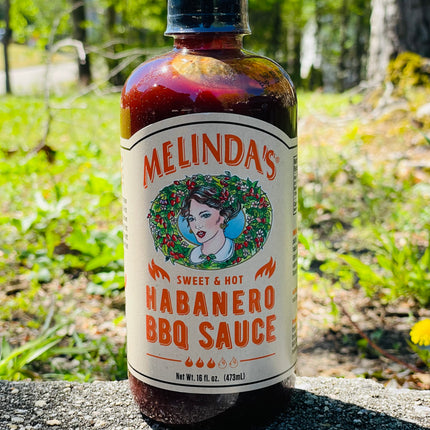 MELINDA'S®
SWEET & HOT
HABANERO
BBQ SAUCE
Net Wt. 16 fl. oz. (473mL)